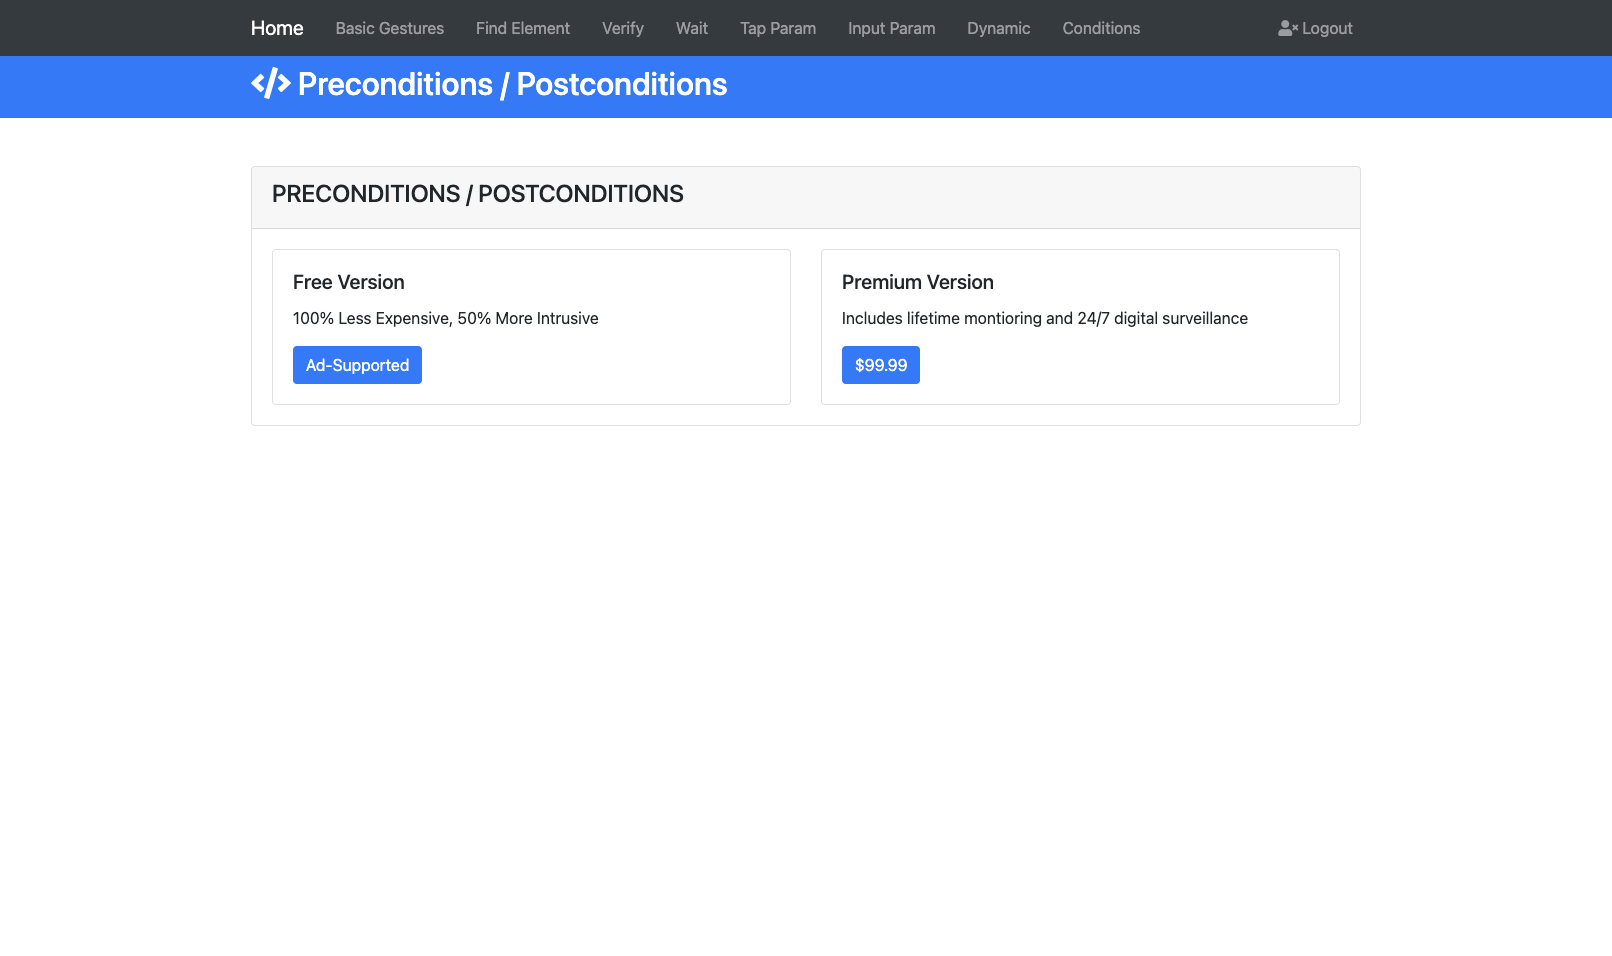 Home Basic Gestures Find Element Verify Wait Tap Param Input Param Dynamic Conditions Logout
Preconditions / Postconditions
PRECONDITIONS / POSTCONDITIONS
Free Version
100% Less Expensive, 50% More Intrusive
Ad-Supported
Premium Version
Includes lifetime montioring and 24/7 digital surveillance
$99.99